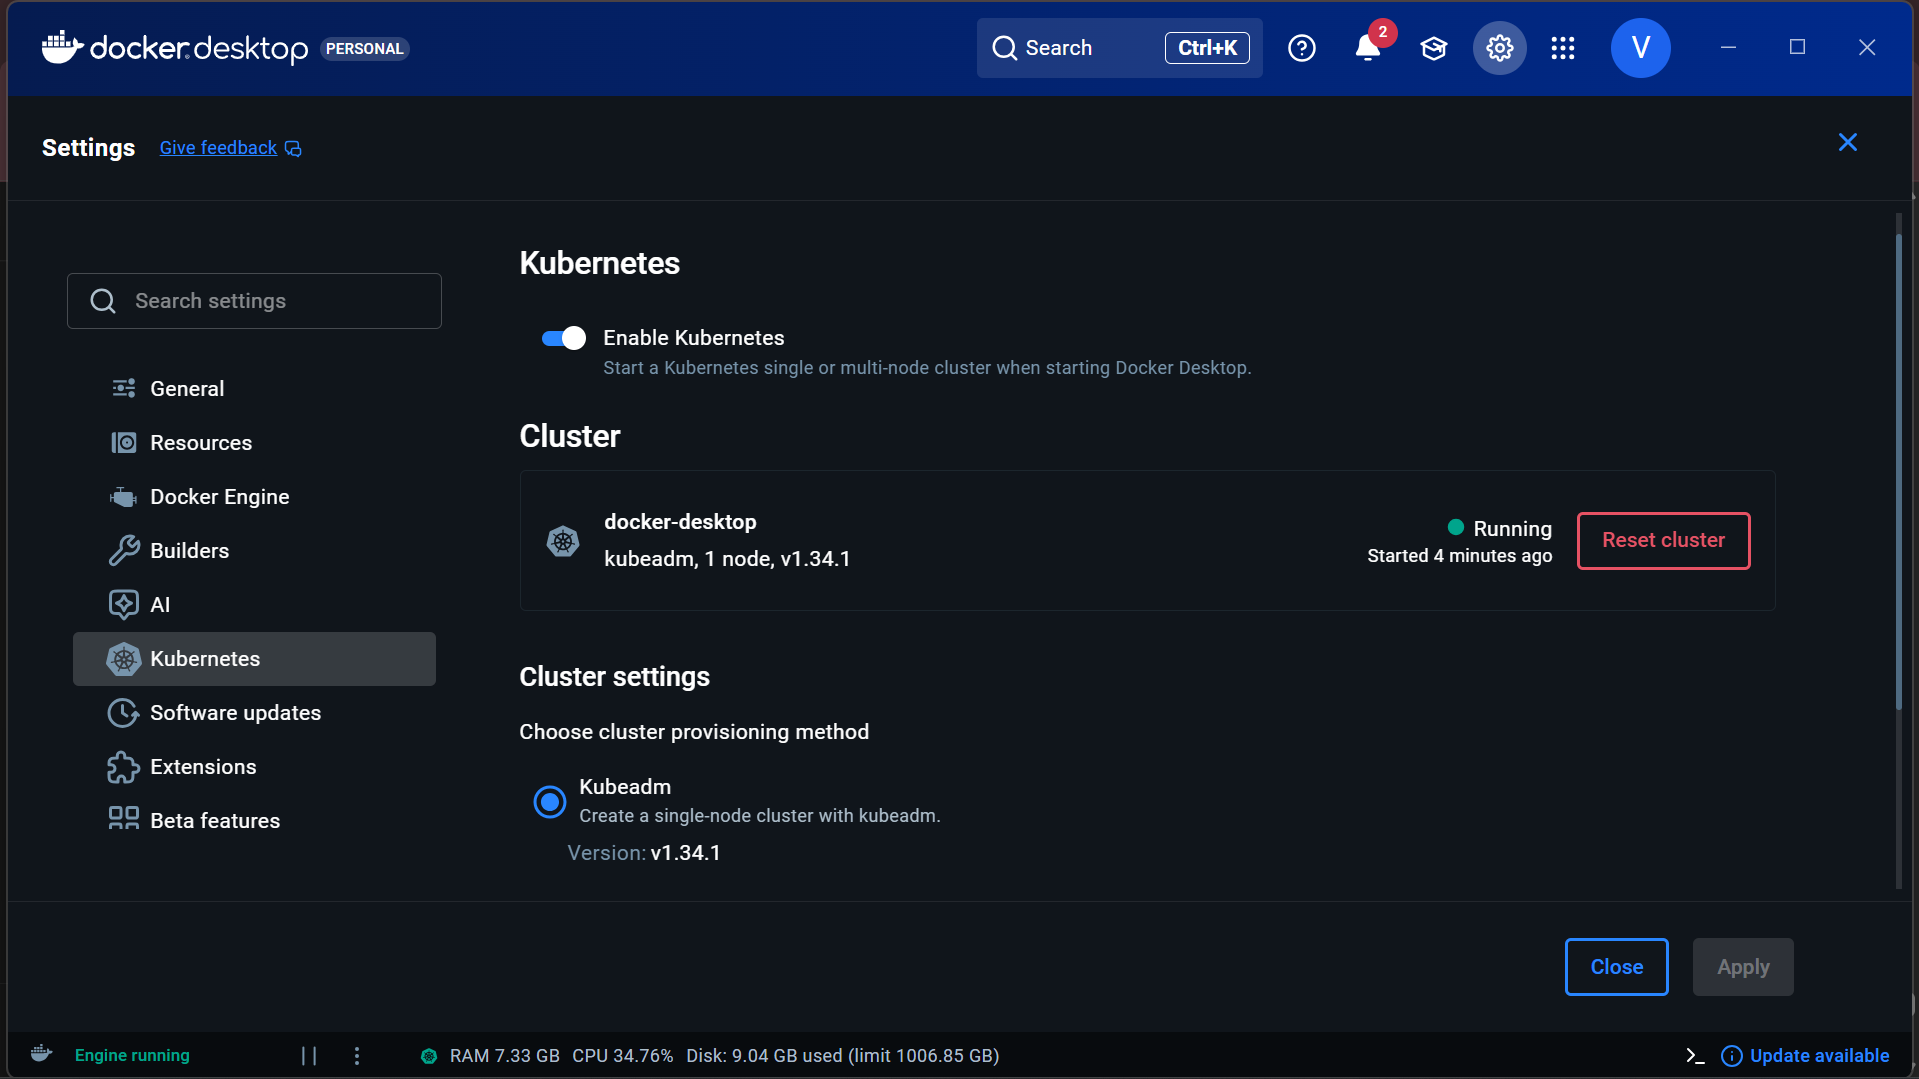 docker.desktop PERSONAL
Search Ctrl+K
2
V
Settings Give feedback
Search settings
General
Resources
Docker Engine
Builders
AI
Kubernetes
Software updates
Extensions
Beta features
Kubernetes
Enable Kubernetes
Start a Kubernetes single or multi-node cluster when starting Docker Desktop.
Cluster
docker-desktop
kubeadm, 1 node, v1.34.1
Running
Started 4 minutes ago
Reset cluster
Cluster settings
Choose cluster provisioning method
Kubeadm
Create a single-node cluster with kubeadm.
Version: v1.34.1
Close Apply
Engine running
RAM 7.33 GB CPU 34.76% Disk: 9.04 GB used (limit 1006.85 GB)
Update available